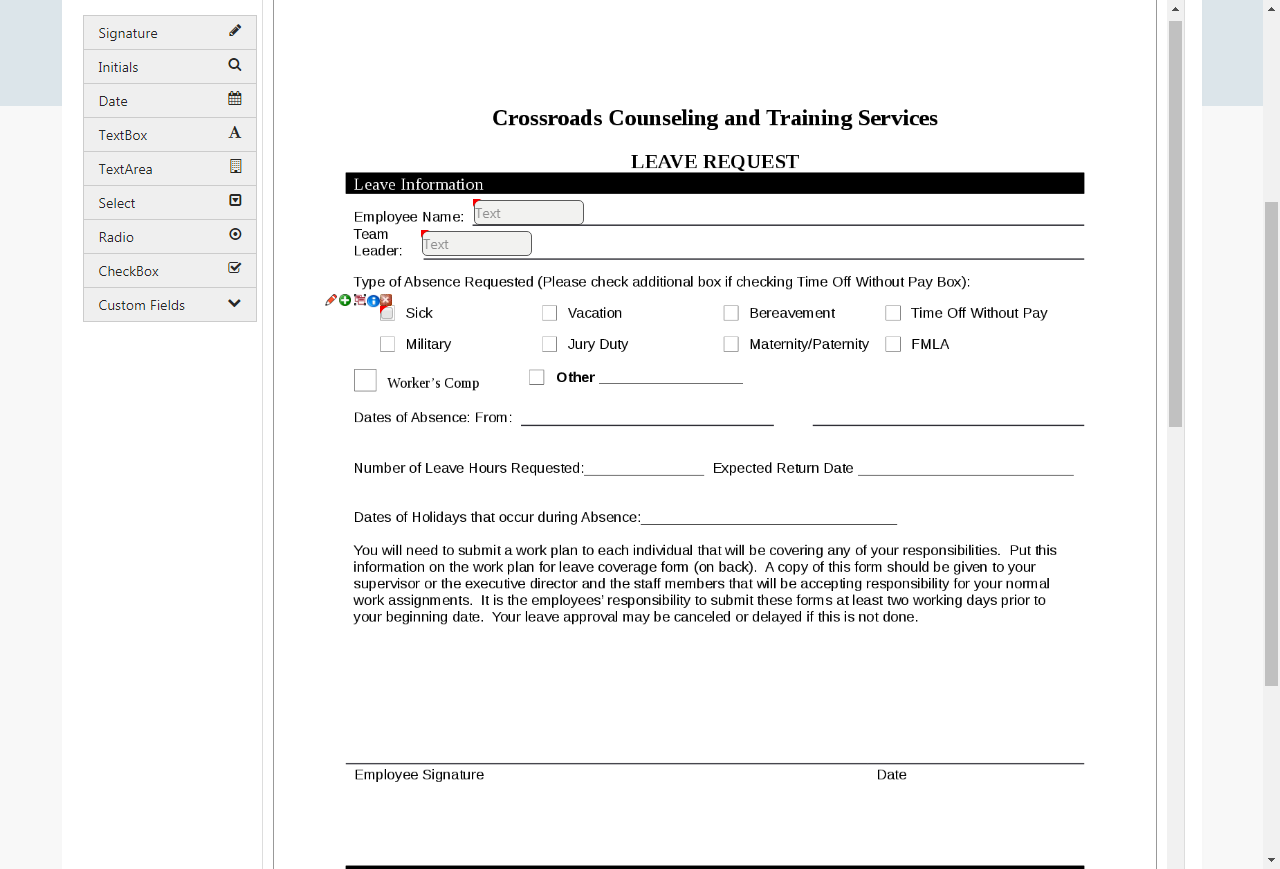 Signature
Initials
Date
TextBox
TextArea
Select
Radio
CheckBox
Custom Fields
Crossroads Counseling and Training Services
LEAVE REQUEST
Leave Information
Employee Name: Text
Team
Leader: Text
Type of Absence Requested (Please check additional box if checking Time Off Without Pay Box):
Sick Vacation Bereavement Time Off Without Pay
Military Jury Duty Maternity/Paternity FMLA
Worker's Comp Other
Dates of Absence: From:
Number of Leave Hours Requested: Expected Return Date
Dates of Holidays that occur during Absence:
You will need to submit a work plan to each individual that will be covering any of your responsibilities. Put this
information on the work plan for leave coverage form (on back). A copy of this form should be given to your
supervisor or the executive director and the staff members that will be accepting responsibility for your normal
work assignments. It is the employees' responsibility to submit these forms at least two working days prior to
your beginning date. Your leave approval may be canceled or delayed if this is not done.
Employee Signature Date